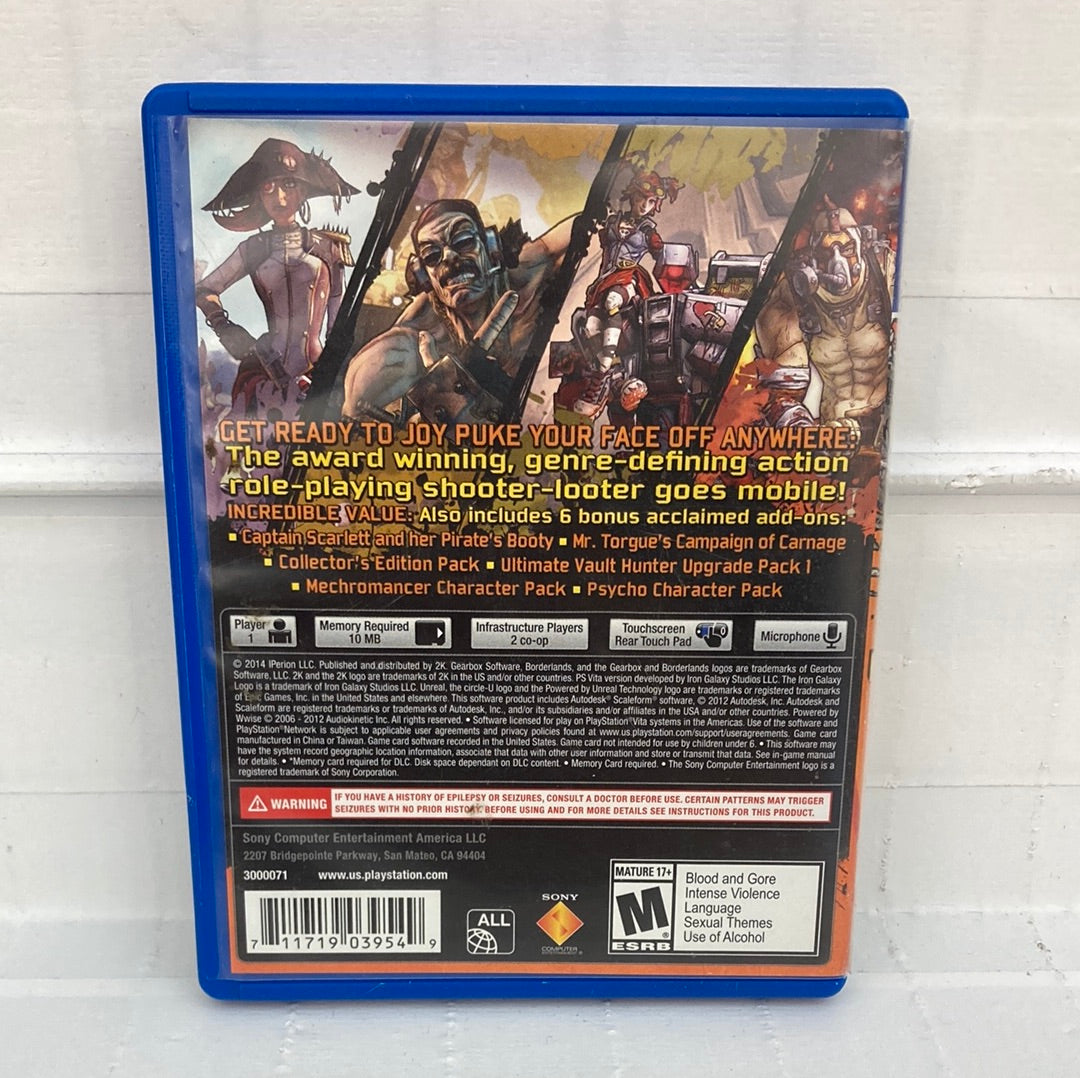 GET READY TO JOY PUKE YOUR FACE OFF ANYWHERE:
The award winning, genre-defining action
role-playing shooter-looter goes mobile!
INCREDIBLE VALUE: Also includes 6 bonus acclaimed add-ons:
▪ Captain Scarlett and her Pirate's Booty ▪ Mr. Torgue's Campaign of Carnage
▪ Collector's Edition Pack ▪ Ultimate Vault Hunter Upgrade Pack 1
▪ Mechromancer Character Pack ▪ Psycho Character Pack
Player
1
Memory Required
10 MB
Infrastructure Players
2 co-op
Touchscreen
Rear Touch Pad
Microphone
© 2014 IPerion LLC. Published and distributed by 2K. Gearbox Software, Borderlands, and the Gearbox and Borderlands logos are trademarks of Gearbox
Software, LLC. 2K and the 2K logo are trademarks of 2K in the US and/or other countries. PS Vita version developed by Iron Galaxy Studios LLC. The Iron Galaxy
Logo is a trademark of Iron Galaxy Studios LLC. Unreal, the circle-U logo and the Powered by Unreal Technology logo are trademarks or registered trademarks
of Epic Games, Inc. in the United States and elsewhere. This software product includes Autodesk® Scaleform® software, © 2012 Autodesk, Inc. Autodesk and
Scaleform are registered trademarks or trademarks of Autodesk, Inc., and/or its subsidiaries and/or affiliates in the USA and/or other countries. Powered by
Wwise © 2006 - 2012 Audiokinetic Inc. All rights reserved. • Software licensed for play on PlayStation®Vita systems in the Americas. Use of the software and
PlayStation®Network is subject to applicable user agreements and privacy policies found at www.us.playstation.com/support/useragreements. Game card
manufactured in China or Taiwan. Game card software recorded in the United States. Game card not intended for use by children under 6. • This software may
have the system record geographic location information, associate that data with other user information and store or transmit that data. See in-game manual
for details. • *Memory card required for DLC. Disk space dependant on DLC content. • Memory Card required. • The Sony Computer Entertainment logo is a
registered trademark of Sony Corporation.
WARNING
IF YOU HAVE A HISTORY OF EPILEPSY OR SEIZURES, CONSULT A DOCTOR BEFORE USE. CERTAIN PATTERNS MAY TRIGGER
SEIZURES WITH NO PRIOR HISTORY BEFORE USING AND FOR MORE DETAILS SEE INSTRUCTIONS FOR THIS PRODUCT.
Sony Computer Entertainment America LLC
2207 Bridgepointe Parkway, San Mateo, CA 94404
3000071 www.us.playstation.com
7 11719 03954 9
ALL
SONY
COMPUTER
ENTERTAINMENT®
MATURE 17+
M
®
ESRB
Blood and Gore
Intense Violence
Language
Sexual Themes
Use of Alcohol